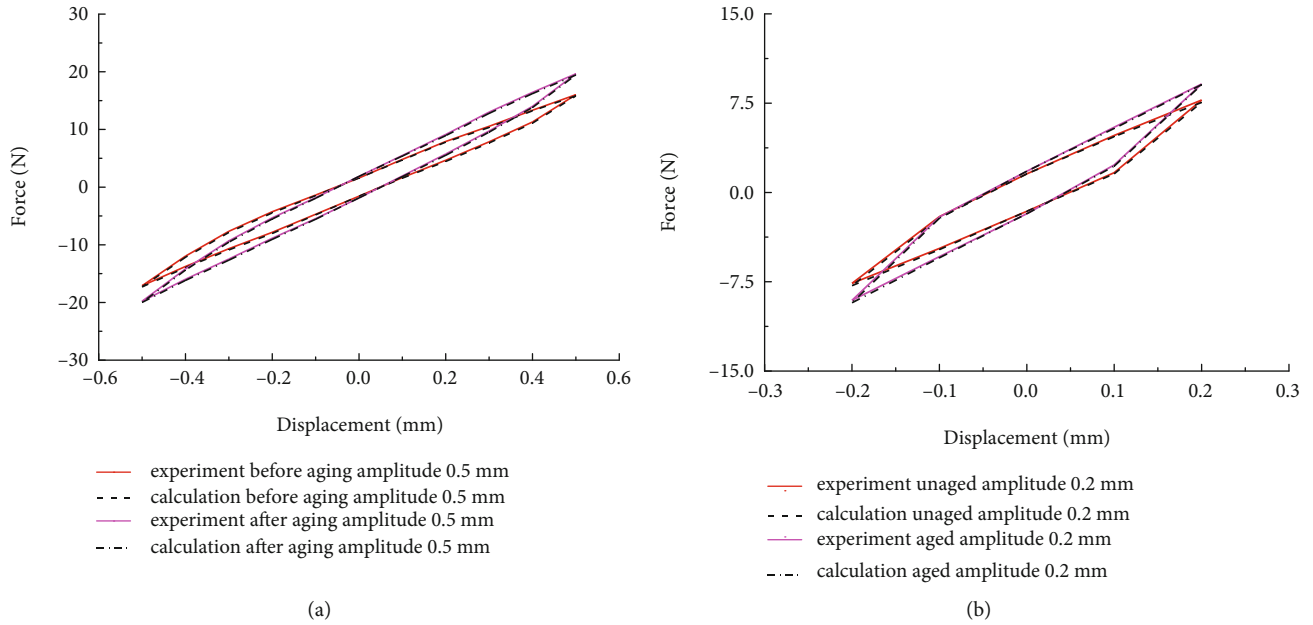 30
20
10
0
–10
–20
–30
Force (N)
–0.6
–0.4
–0.2
0.0
0.2
0.4
0.6
Displacement (mm)
experiment before aging amplitude 0.5 mm
calculation before aging amplitude 0.5 mm
experiment after aging amplitude 0.5 mm
calculation after aging amplitude 0.5 mm
(a)
15.0
7.5
0.0
–7.5
–15.0
Force (N)
–0.3
–0.2
–0.1
0.0
0.1
0.2
0.3
Displacement (mm)
experiment unaged amplitude 0.2 mm
calculation unaged amplitude 0.2 mm
experiment aged amplitude 0.2 mm
calculation aged amplitude 0.2 mm
(b)